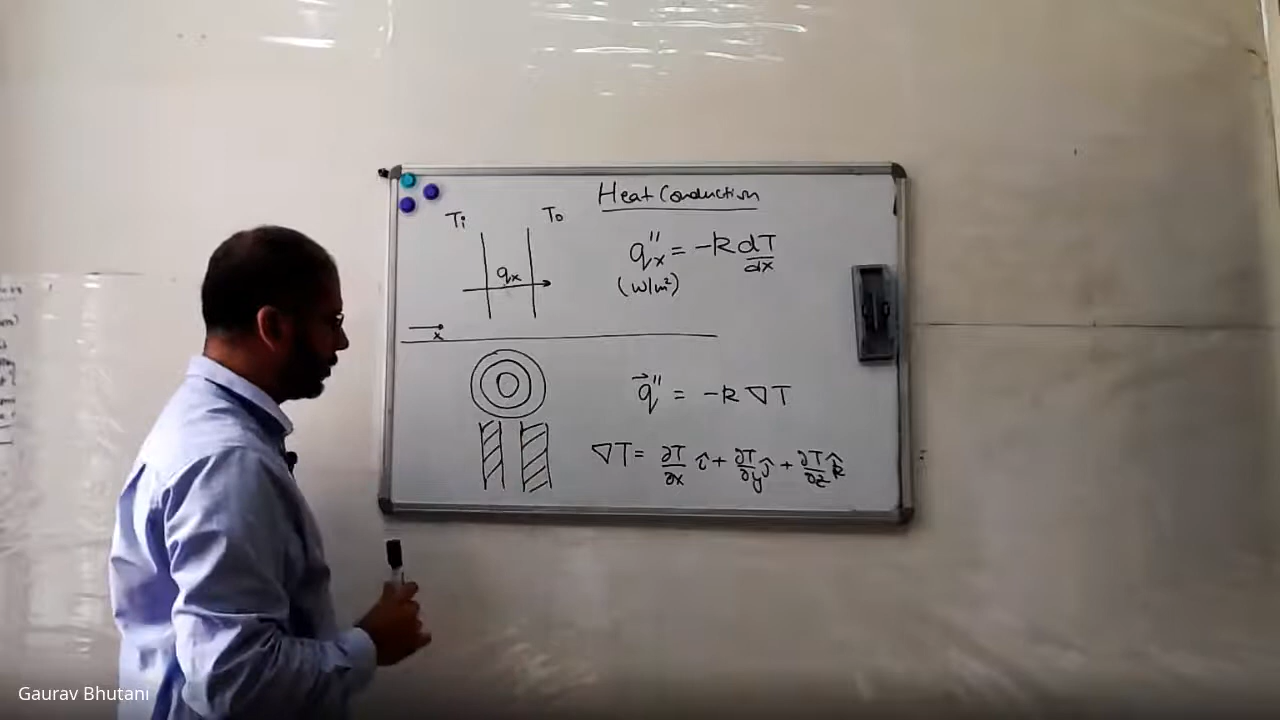 Heat Conduction
Ti To
qx
x
q''x = -k dT/dx
(W/m²)
q⃗'' = -k ∇T
∇T = ∂T/∂x î + ∂T/∂y ĵ + ∂T/∂z k̂
Gaurav Bhutani